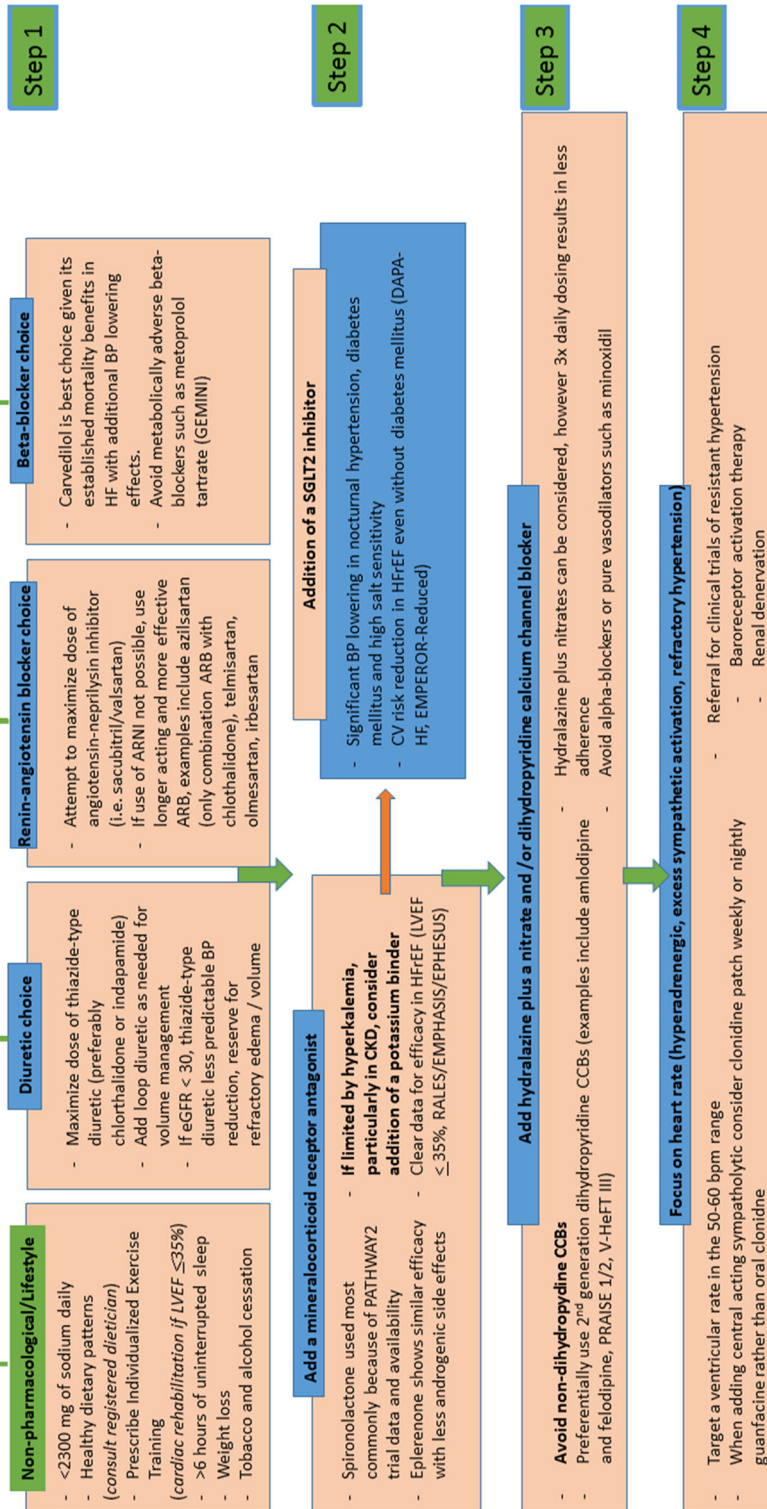 Step 1
Non-pharmacological/Lifestyle
- <2300 mg of sodium daily
- Healthy dietary patterns
(consult registered dietician)
- Prescribe Individualized Exercise
Training
(cardiac rehabilitation if LVEF ≤35%)
- >6 hours of uninterrupted sleep
- Weight loss
- Tobacco and alcohol cessation
Diuretic choice
- Maximize dose of thiazide-type
diuretic (preferably
chlorthalidone or indapamide)
- Add loop diuretic as needed for
volume management
- If eGFR < 30, thiazide-type
diuretic less predictable BP
reduction, reserve for
refractory edema / volume
Renin-angiotensin blocker choice
- Attempt to maximize dose of
angiotensin-neprilysin inhibitor
(i.e. sacubitril/valsartan)
- If use of ARNI not possible, use
longer acting and more effective
ARB, examples include azilsartan
(only combination ARB with
chlothalidone), telmisartan,
olmesartan, irbesartan
Beta-blocker choice
- Carvedilol is best choice given its
established mortality benefits in
HF with additional BP lowering
effects.
- Avoid metabolically adverse beta-
blockers such as metoprolol
tartrate (GEMINI)
Step 2
Add a mineralocorticoid receptor antagonist
- Spironolactone used most
commonly because of PATHWAY2
trial data and availability
- Eplerenone shows similar efficacy
with less androgenic side effects
- If limited by hyperkalemia,
particularly in CKD, consider
addition of a potassium binder
- Clear data for efficacy in HFrEF (LVEF
≤ 35%, RALES/EMPHASIS/EPHESUS)
Addition of a SGLT2 inhibitor
- Significant BP lowering in nocturnal hypertension, diabetes
mellitus and high salt sensitivity
- CV risk reduction in HFrEF even without diabetes mellitus (DAPA-
HF, EMPEROR-Reduced)
Step 3
Add hydralazine plus a nitrate and /or dihydropyridine calcium channel blocker
- Avoid non-dihydropydine CCBs
- Preferentially use 2nd generation dihydropyridine CCBs (examples include amlodipine
and felodipine, PRAISE 1/2, V-HeFT III)
- Hydralazine plus nitrates can be considered, however 3x daily dosing results in less
adherence
- Avoid alpha-blockers or pure vasodilators such as minoxidil
Step 4
Focus on heart rate (hyperadrenergic, excess sympathetic activation, refractory hypertension)
- Target a ventricular rate in the 50-60 bpm range
- When adding central acting sympatholytic consider clonidine patch weekly or nightly
guanfacine rather than oral clonidne
- Referral for clinical trials of resistant hypertension
- Baroreceptor activation therapy
- Renal denervation